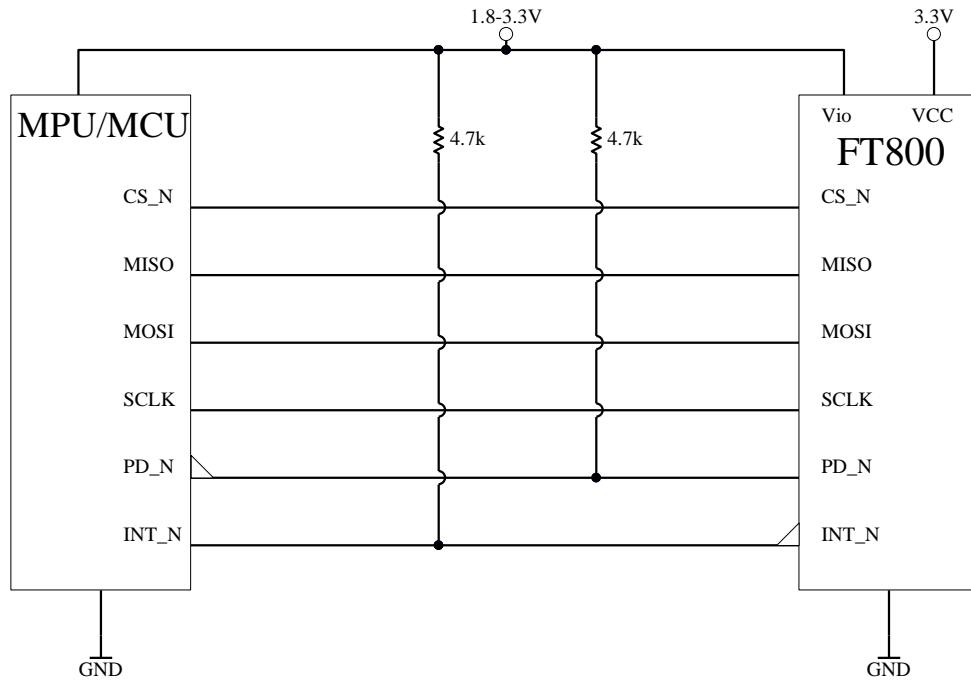 1.8-3.3V
3.3V
MPU/MCU
Vio
VCC
FT800
4.7k
4.7k
CS_N
CS_N
MISO
MISO
MOSI
MOSI
SCLK
SCLK
PD_N
PD_N
INT_N
INT_N
GND
GND